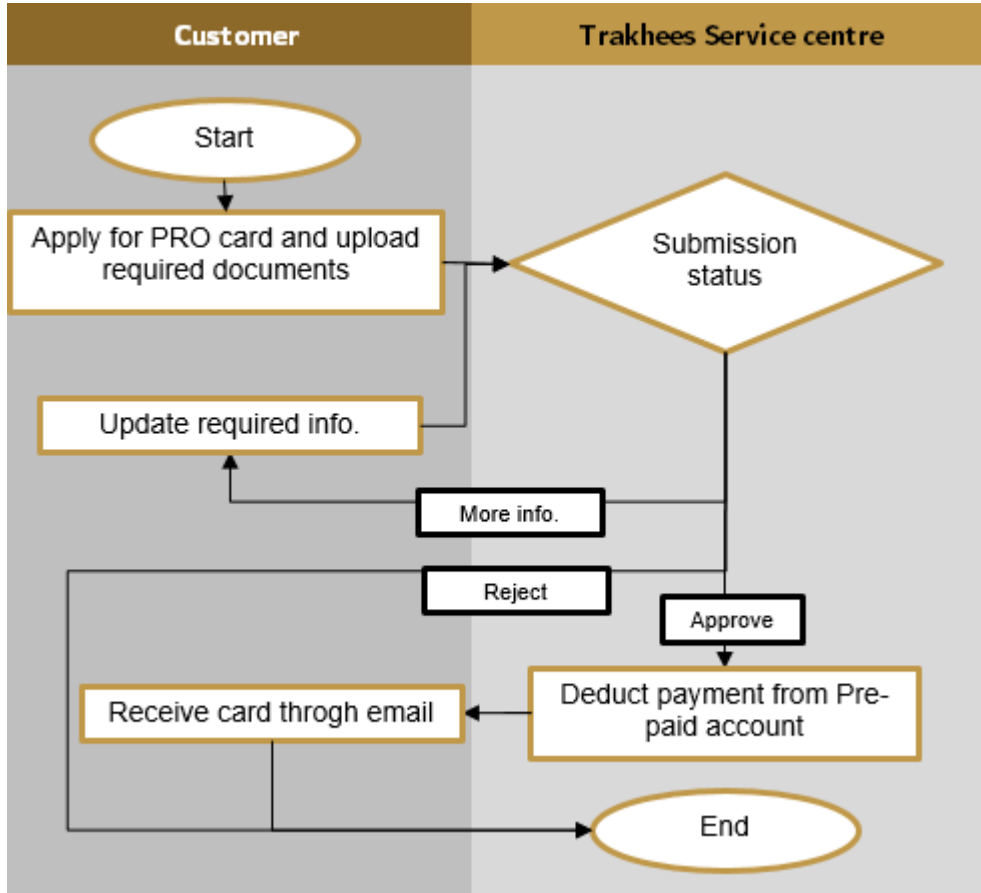 Customer
Trakhees Service centre
Start
Apply for PRO card and upload
required documents
Submission
status
Update required info.
More info.
Reject
Approve
Receive card throgh email
Deduct payment from Pre-
paid account
End